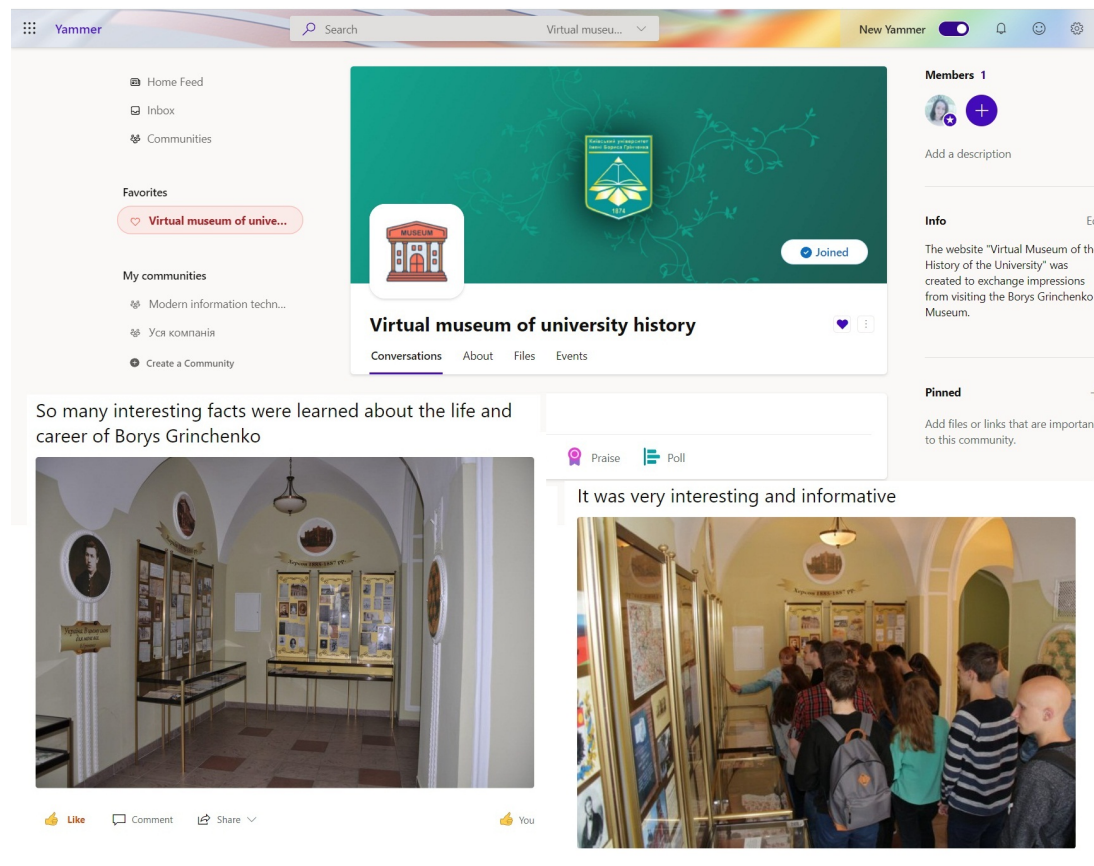 Yammer
Search
Virtual museu...
New Yammer
Home Feed
Inbox
Communities
Favorites
Virtual museum of unive...
My communities
Modern information techn...
Уся компанія
Create a Community
Київський університет
імені Бориса Грінченка
1874
MUSEUM
Joined
Virtual museum of university history
Conversations
About
Files
Events
Members 1
Add a description
Info
The website "Virtual Museum of th
History of the University" was
created to exchange impressions
from visiting the Borys Grinchenko
Museum.
Pinned
Add files or links that are importan
to this community.
Praise
Poll
So many interesting facts were learned about the life and
career of Borys Grinchenko
Like
Comment
Share
You
It was very interesting and informative